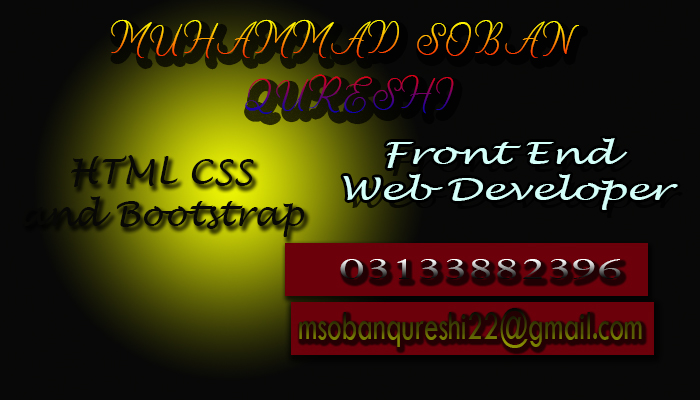 MUHAMMAD SOBAN
QURESHI
HTML CSS
and Bootstrap
Front End
Web Developer
03133882396
msobanqureshi22@gmail.com